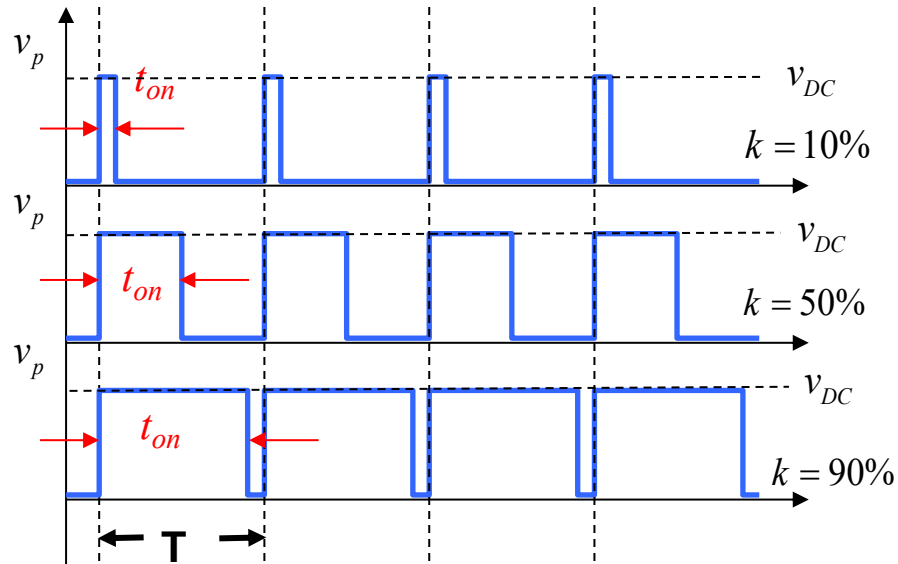 v_p
t_on
v_DC
k = 10%
v_p
t_on
v_DC
k = 50%
v_p
t_on
v_DC
k = 90%
T